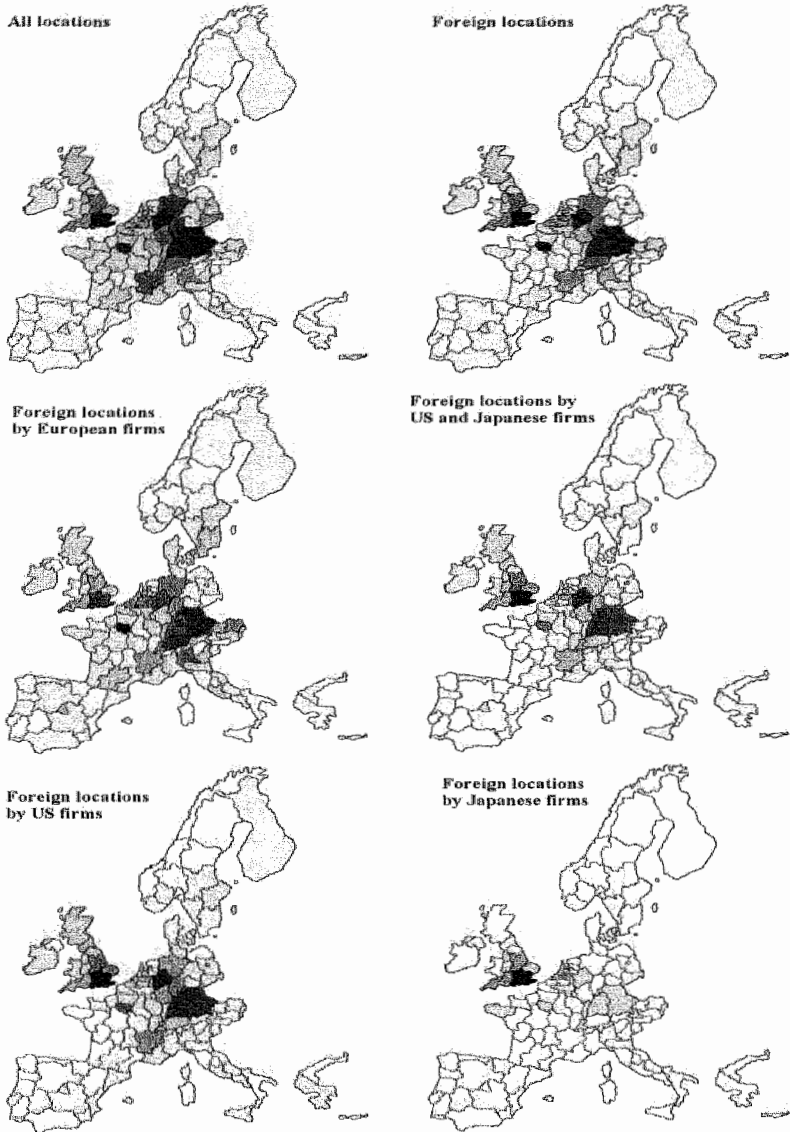 All locations
Foreign locations
Foreign locations
by European firms
Foreign locations by
US and Japanese firms
Foreign locations
by US firms
Foreign locations
by Japanese firms